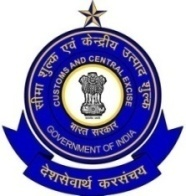 सीमा शुल्क एवं केन्द्रीय उत्पाद शुल्क
CUSTOMS AND CENTRAL EXCISE
भारत सरकार
GOVERNMENT OF INDIA
देशसेवार्थ करसंचय